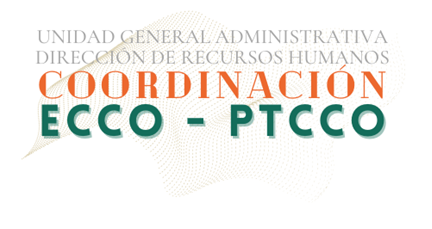 UNIDAD GENERAL ADMINISTRATIVA
DIRECCIÓN DE RECURSOS HUMANOS
COORDINACIÓN
ECCO - PTCCO